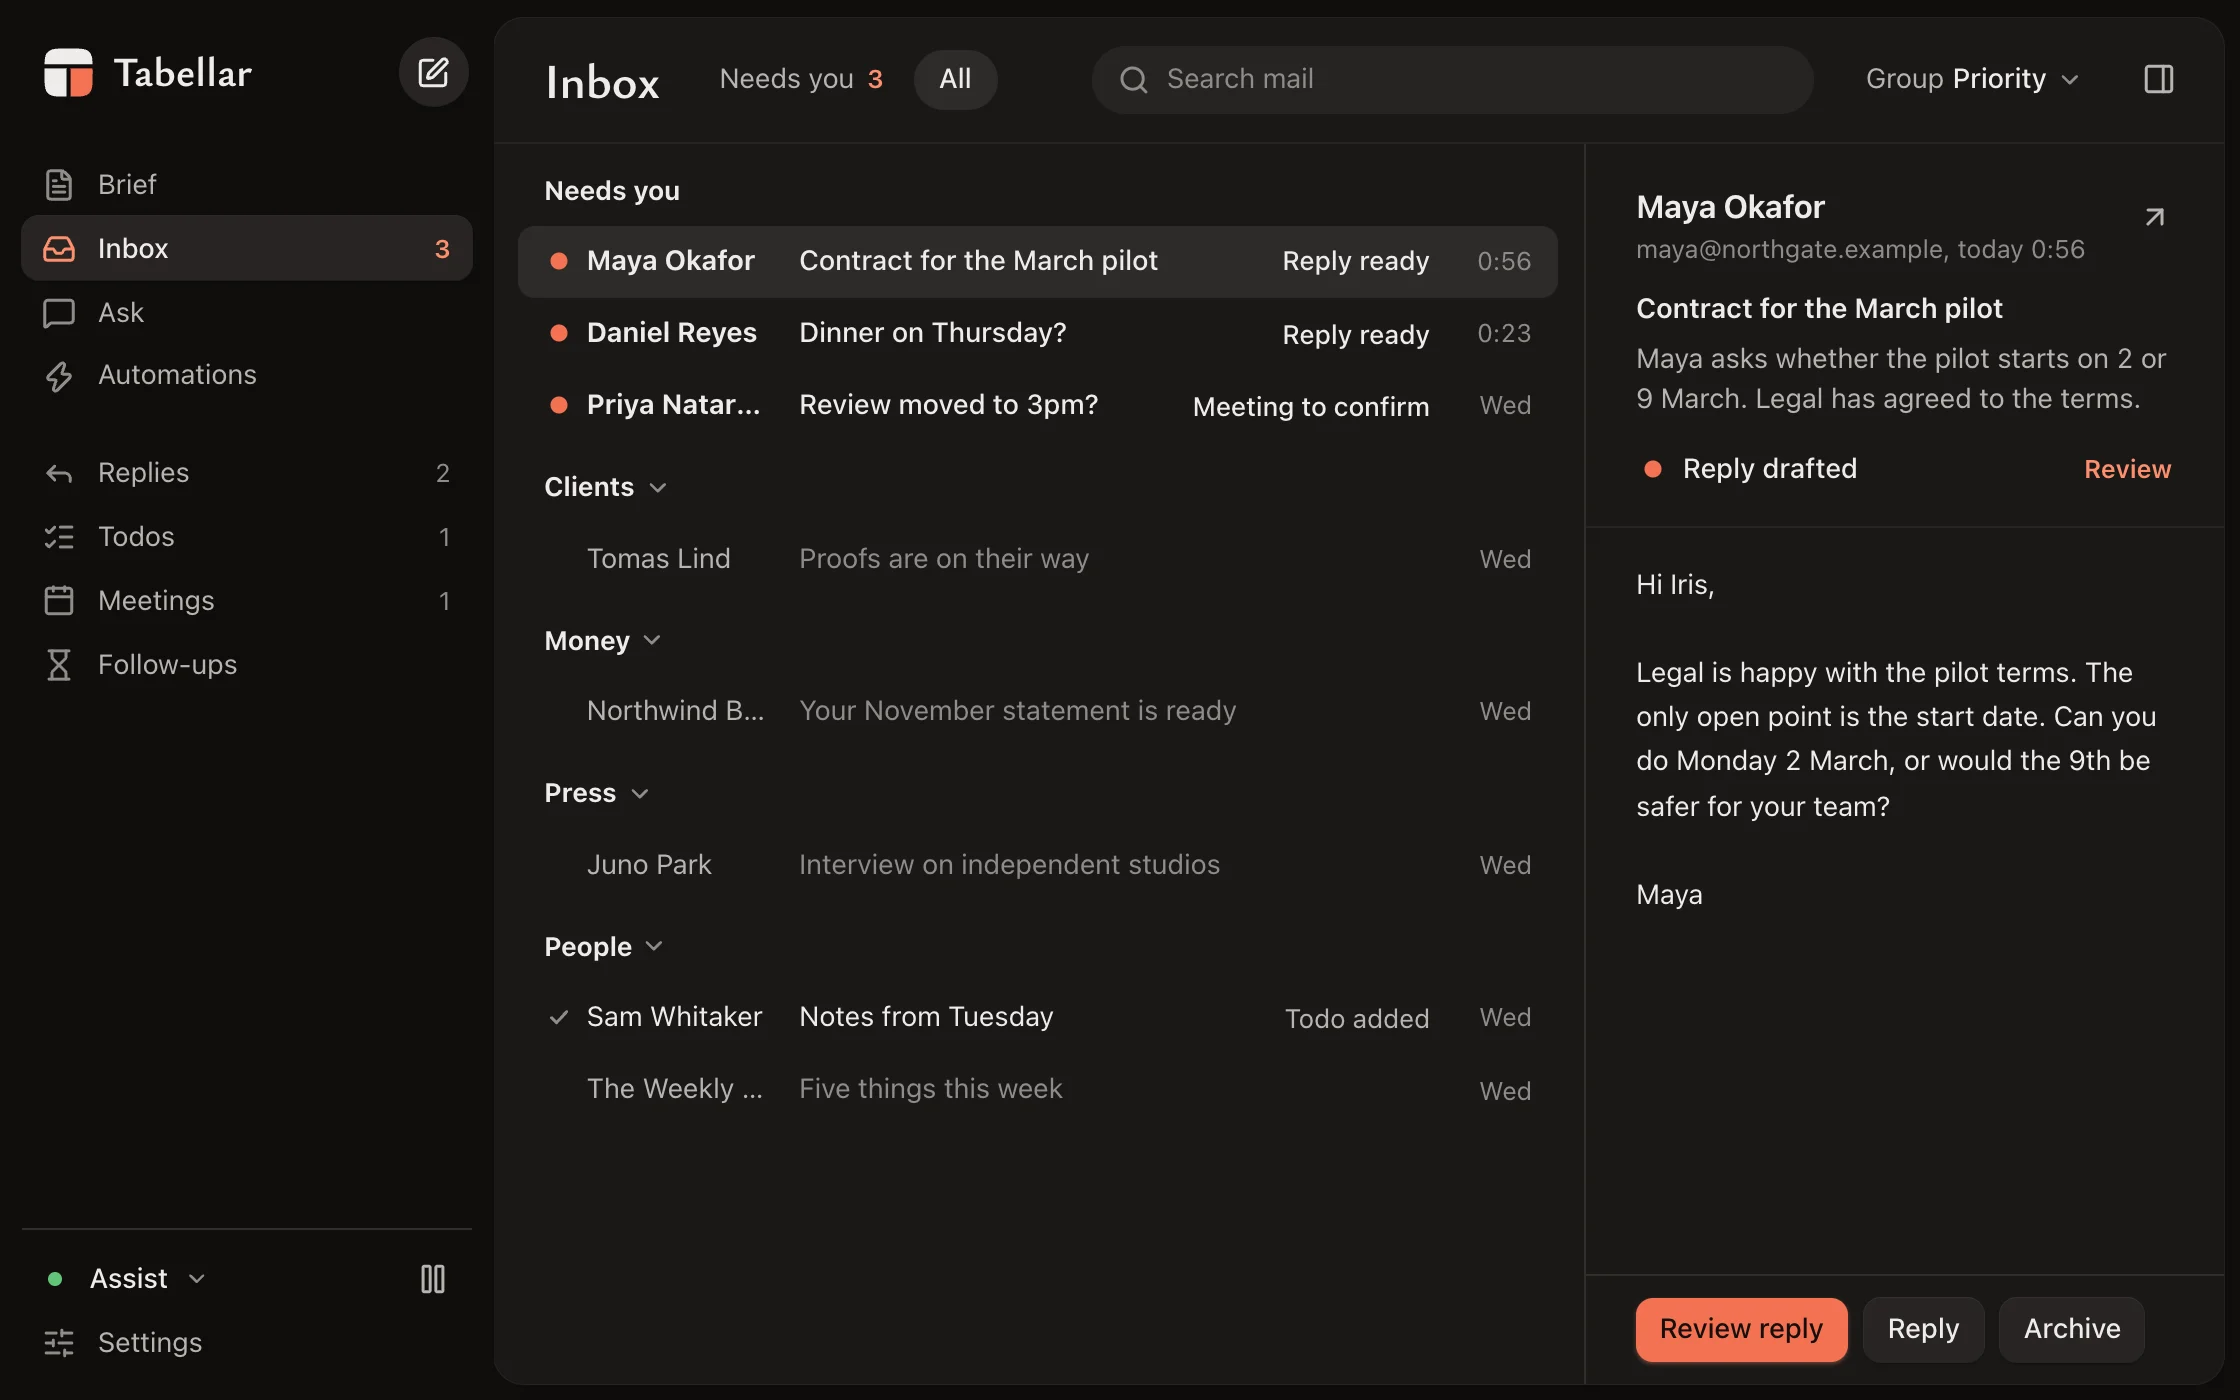 Tabellar
Brief
Inbox 3
Ask
Automations
Replies 2
Todos 1
Meetings 1
Follow-ups
Assist
Settings
Inbox
Needs you 3
All
Search mail
Group Priority
Needs you
Maya Okafor Contract for the March pilot Reply ready 0:56
Daniel Reyes Dinner on Thursday? Reply ready 0:23
Priya Natar... Review moved to 3pm? Meeting to confirm Wed
Clients
Tomas Lind Proofs are on their way Wed
Money
Northwind B... Your November statement is ready Wed
Press
Juno Park Interview on independent studios Wed
People
Sam Whitaker Notes from Tuesday Todo added Wed
The Weekly ... Five things this week Wed
Maya Okafor
maya@northgate.example, today 0:56
Contract for the March pilot
Maya asks whether the pilot starts on 2 or
9 March. Legal has agreed to the terms.
Reply drafted Review
Hi Iris,
Legal is happy with the pilot terms. The
only open point is the start date. Can you
do Monday 2 March, or would the 9th be
safer for your team?
Maya
Review reply Reply Archive